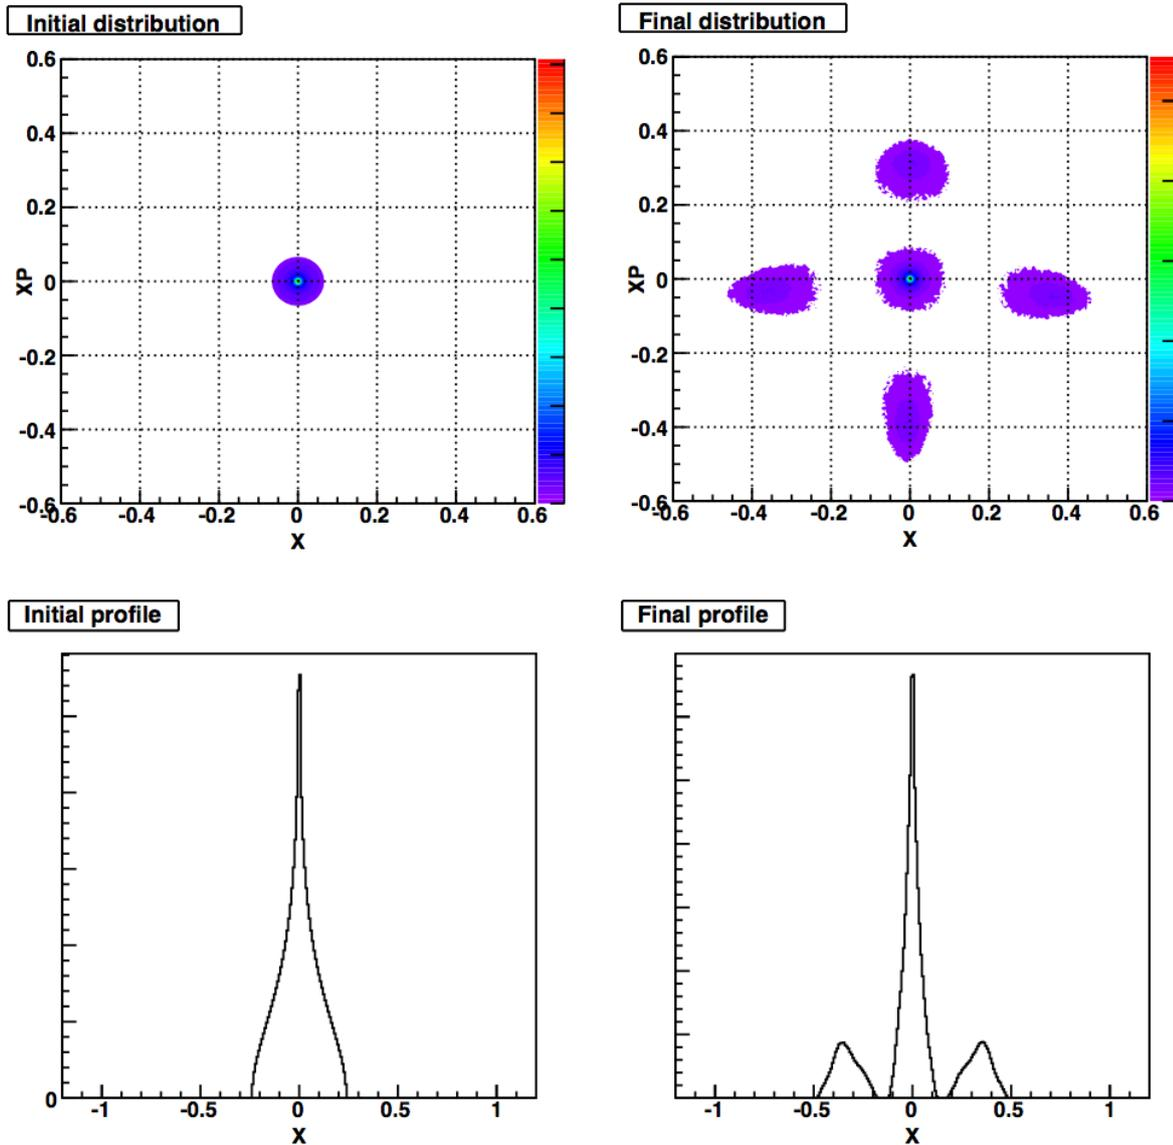 Initial distribution
Final distribution
0.6
0.4
0.2
0
-0.2
-0.4
-0.6
XP
-0.6 -0.4 -0.2 0 0.2 0.4 0.6
X
0.6
0.4
0.2
0
-0.2
-0.4
-0.6
XP
-0.6 -0.4 -0.2 0 0.2 0.4 0.6
X
Initial profile
Final profile
0
-1 -0.5 0 0.5 1
X
-1 -0.5 0 0.5 1
X